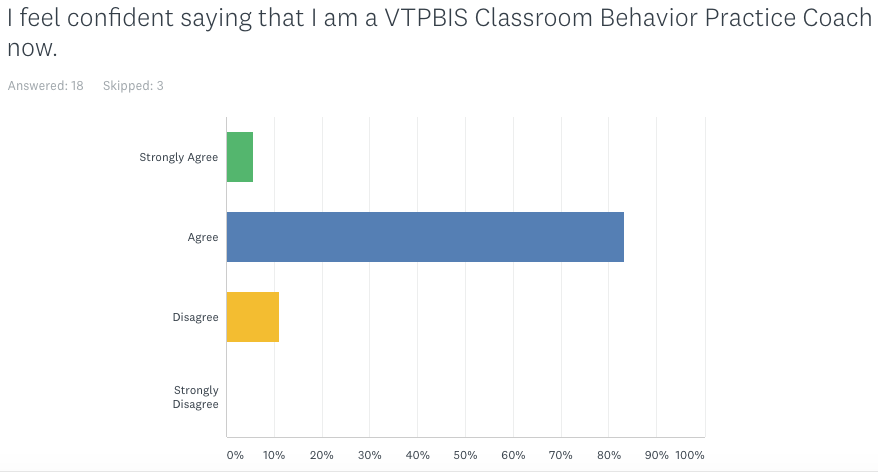 I feel confident saying that I am a VTPBIS Classroom Behavior Practice Coach
now.
Answered: 18 Skipped: 3
Strongly Agree
Agree
Disagree
Strongly
Disagree
0% 10% 20% 30% 40% 50% 60% 70% 80% 90% 100%